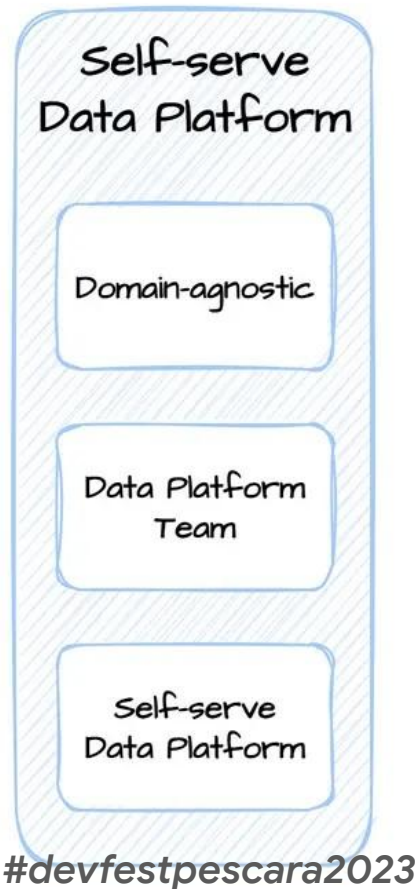 Self-serve
Data Platform
Domain-agnostic
Data Platform
Team
Self-serve
Data Platform
#devfestpescara2023